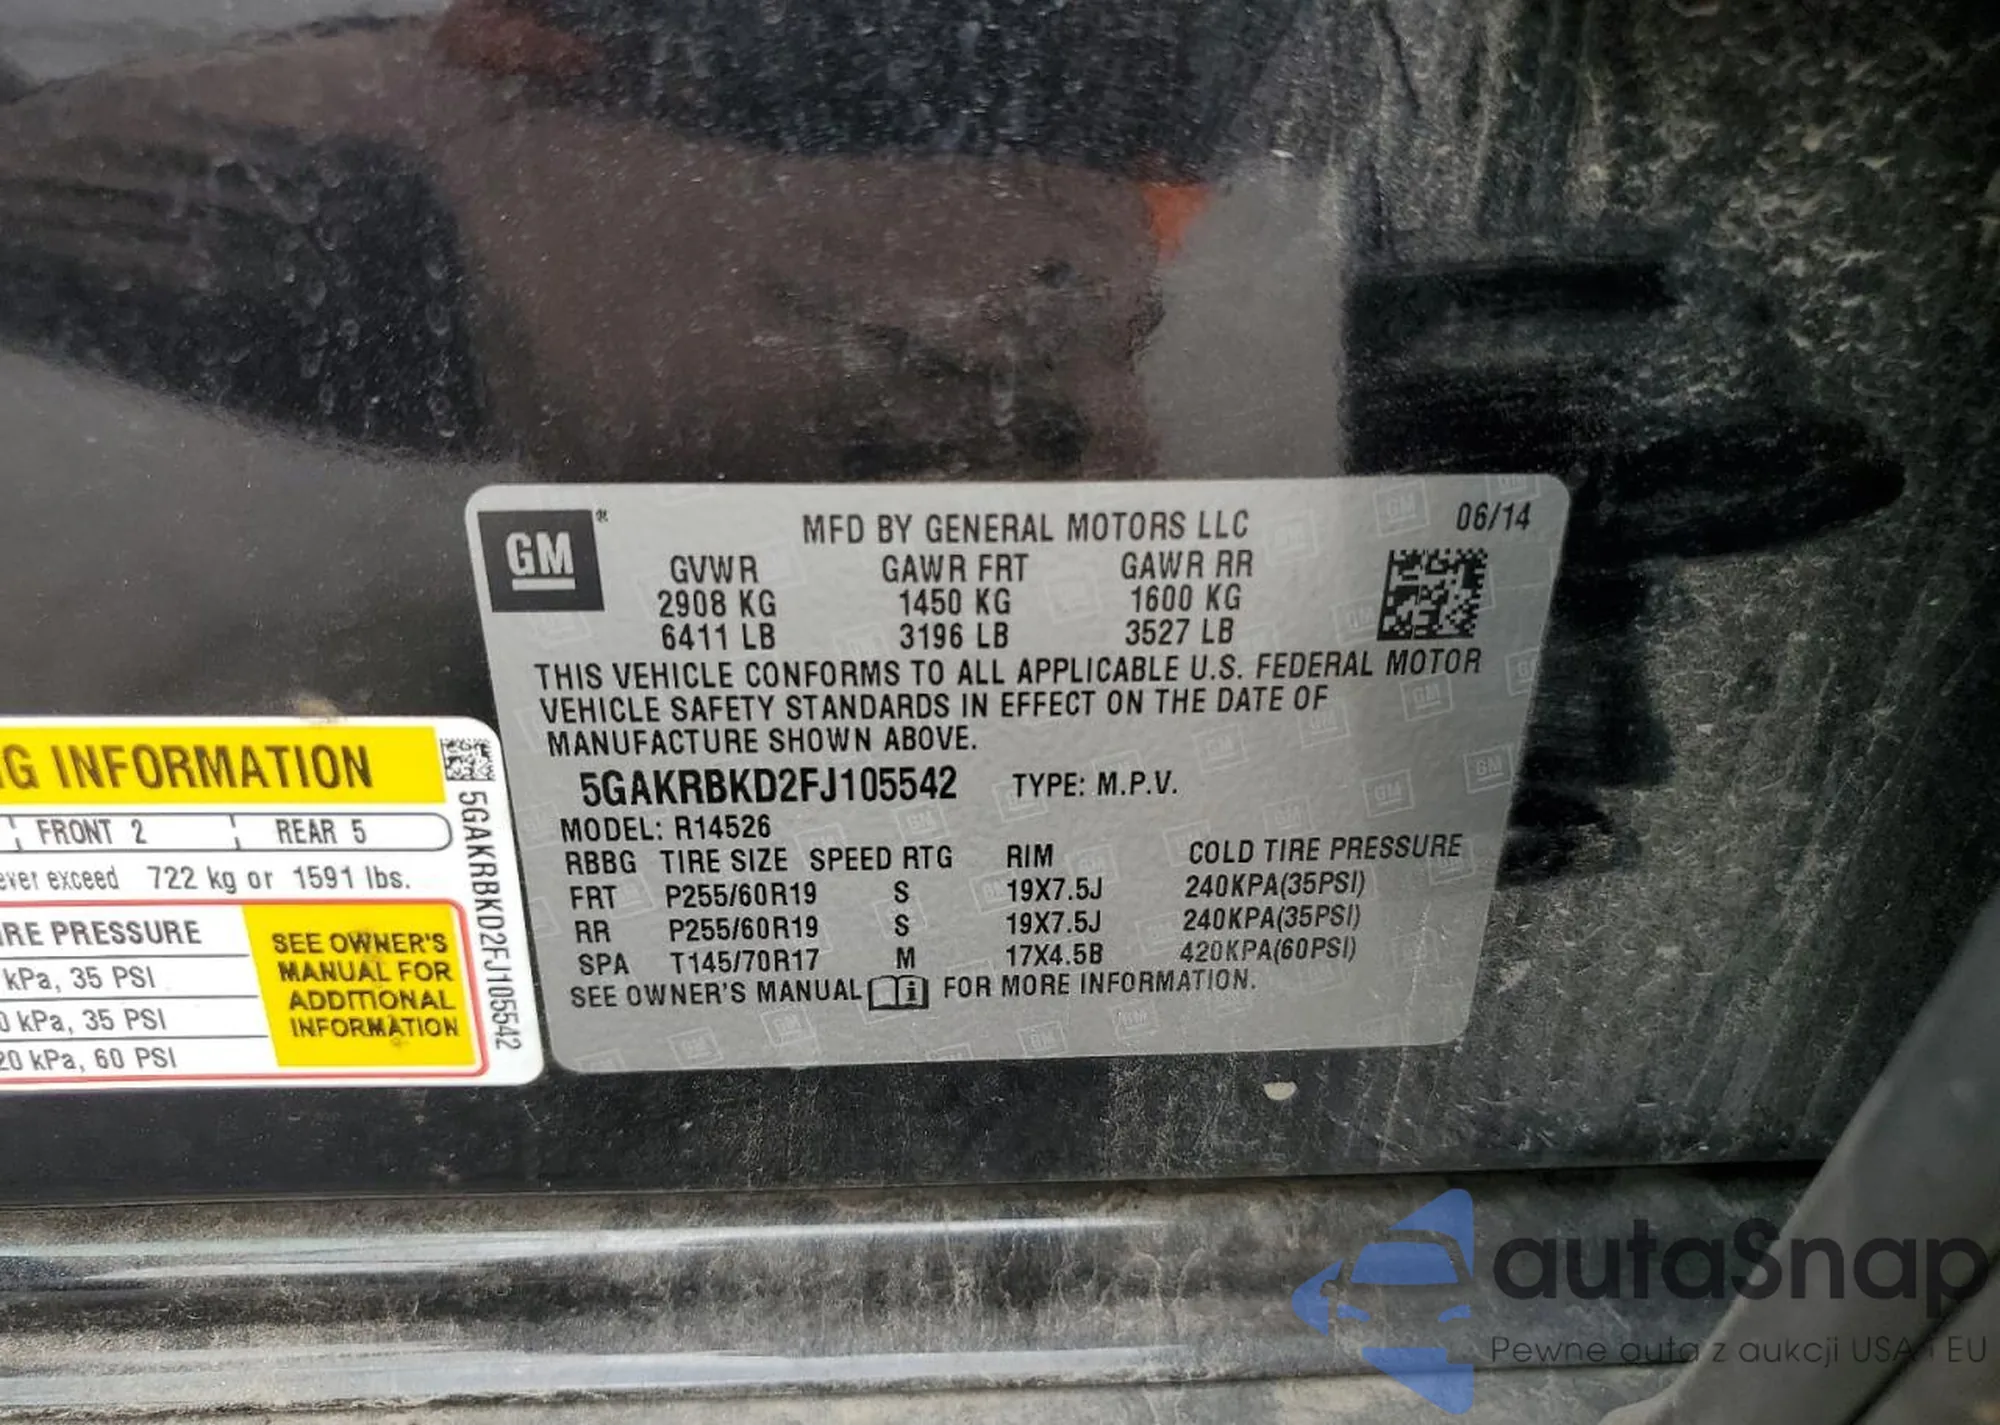 GM®
MFD BY GENERAL MOTORS LLC 06/14
GVWR GAWR FRT GAWR RR
2908 KG 1450 KG 1600 KG
6411 LB 3196 LB 3527 LB
THIS VEHICLE CONFORMS TO ALL APPLICABLE U.S. FEDERAL MOTOR
VEHICLE SAFETY STANDARDS IN EFFECT ON THE DATE OF
MANUFACTURE SHOWN ABOVE.
5GAKRBKD2FJ105542 TYPE: M.P.V.
MODEL: R14526
RBBG TIRE SIZE SPEED RTG RIM COLD TIRE PRESSURE
FRT P255/60R19 S 19X7.5J 240KPA(35PSI)
RR P255/60R19 S 19X7.5J 240KPA(35PSI)
SPA T145/70R17 M 17X4.5B 420KPA(60PSI)
SEE OWNER'S MANUAL FOR MORE INFORMATION.
G INFORMATION
FRONT 2 REAR 5
ever exceed 722 kg or 1591 lbs.
IRE PRESSURE
kPa, 35 PSI
0 kPa, 35 PSI
20 kPa, 60 PSI
SEE OWNER'S
MANUAL FOR
ADDITIONAL
INFORMATION
5GAKRBKD2FJ105542
autaSnap
Pewne auta z aukcji USA i EU